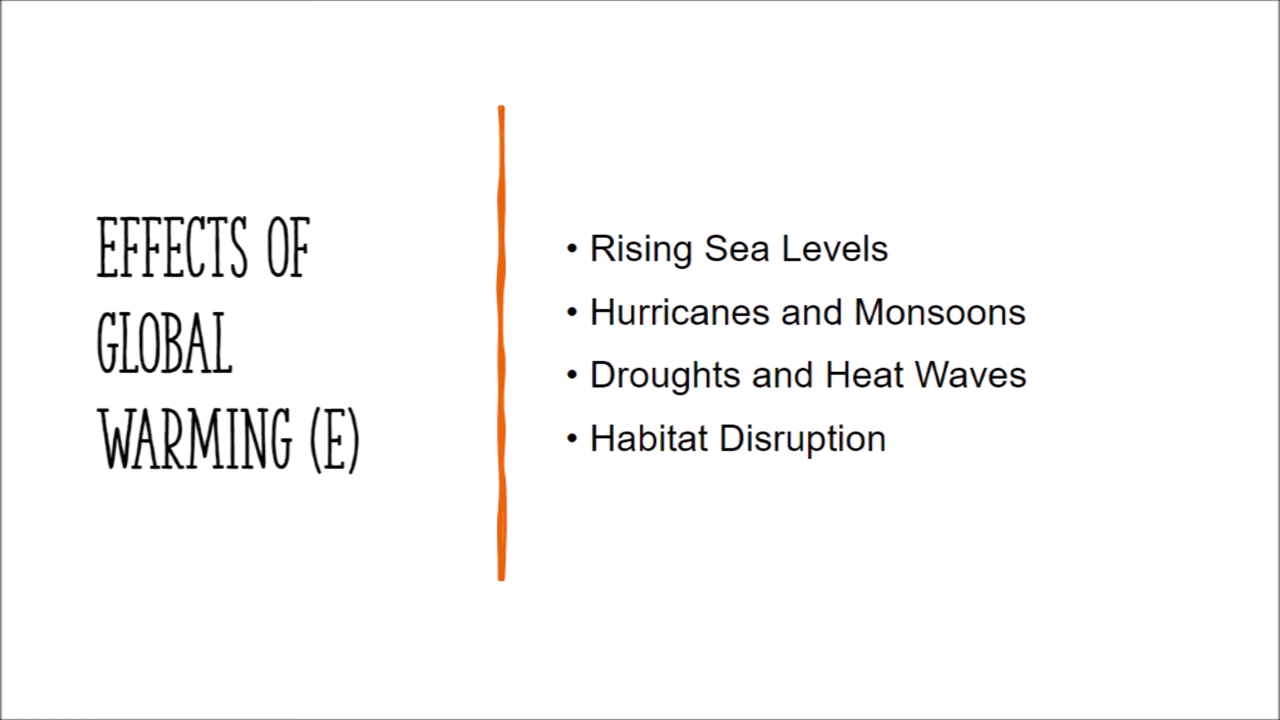 EFFECTS OF
GLOBAL
WARMING (E)
• Rising Sea Levels
• Hurricanes and Monsoons
• Droughts and Heat Waves
• Habitat Disruption